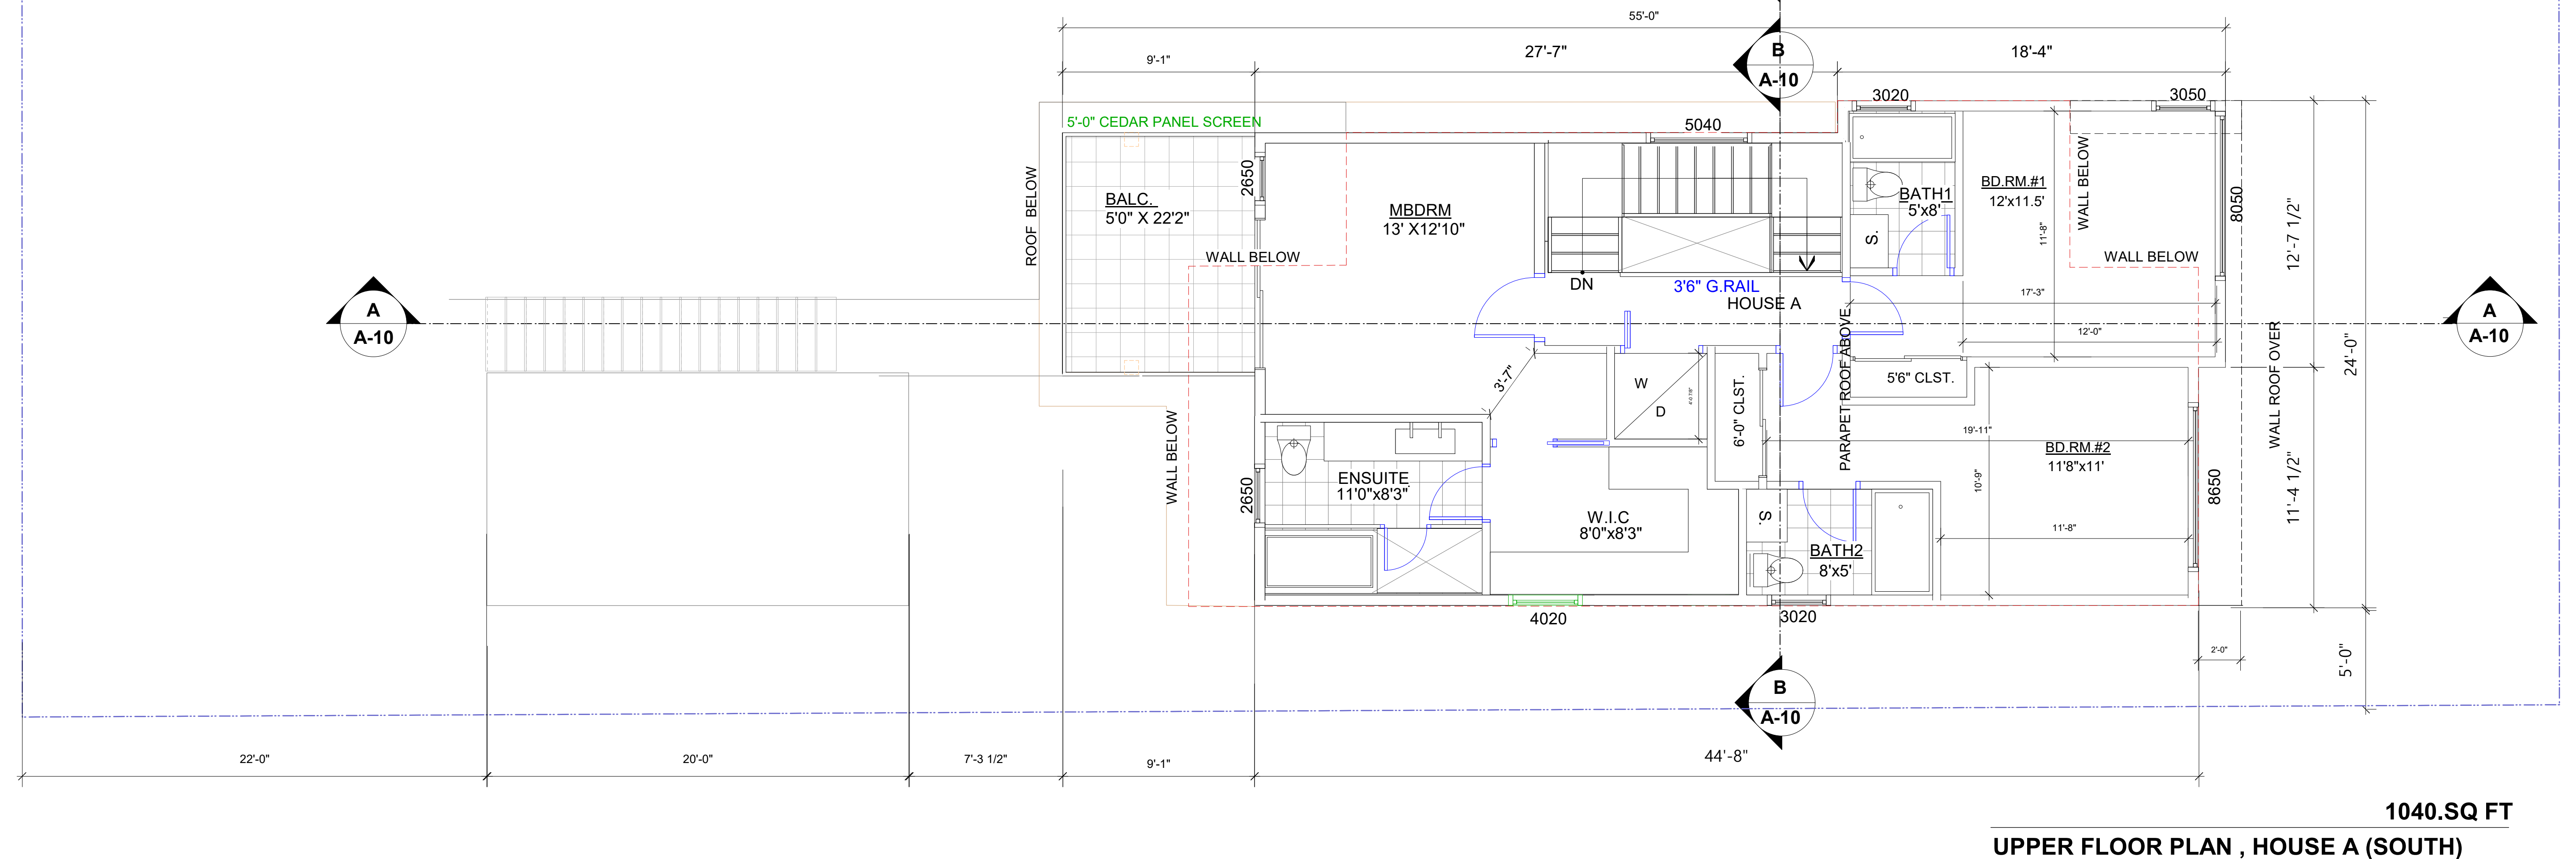 55'-0"
9'-1"
27'-7"
18'-4"
B
A-10
5'-0" CEDAR PANEL SCREEN
5040
3020
3050
ROOF BELOW
2650
BALC.
5'0" X 22'2"
MBDRM
13' X12'10"
WALL BELOW
DN
3'6" G.RAIL
HOUSE A
BATH1
5'x8'
S.
BD.RM.#1
12'x11.5'
11'-8"
WALL BELOW
WALL BELOW
8050
12'-7 1/2"
17'-3"
12'-0"
A
A-10
A
A-10
PARAPET ROOF ABOVE
WALL ROOF OVER
24'-0"
3'-7"
W
D
6'-0" CLST.
5'6" CLST.
19'-11"
BD.RM.#2
11'8"x11'
10'-9"
11'-8"
8650
11'-4 1/2"
WALL BELOW
2650
ENSUITE
11'0"x8'3"
W.I.C
8'0"x8'3"
S.
BATH2
8'x5'
4020
3020
2'-0"
5'-0"
B
A-10
22'-0"
20'-0"
7'-3 1/2"
9'-1"
44'-8"
1040.SQ FT
UPPER FLOOR PLAN , HOUSE A (SOUTH)